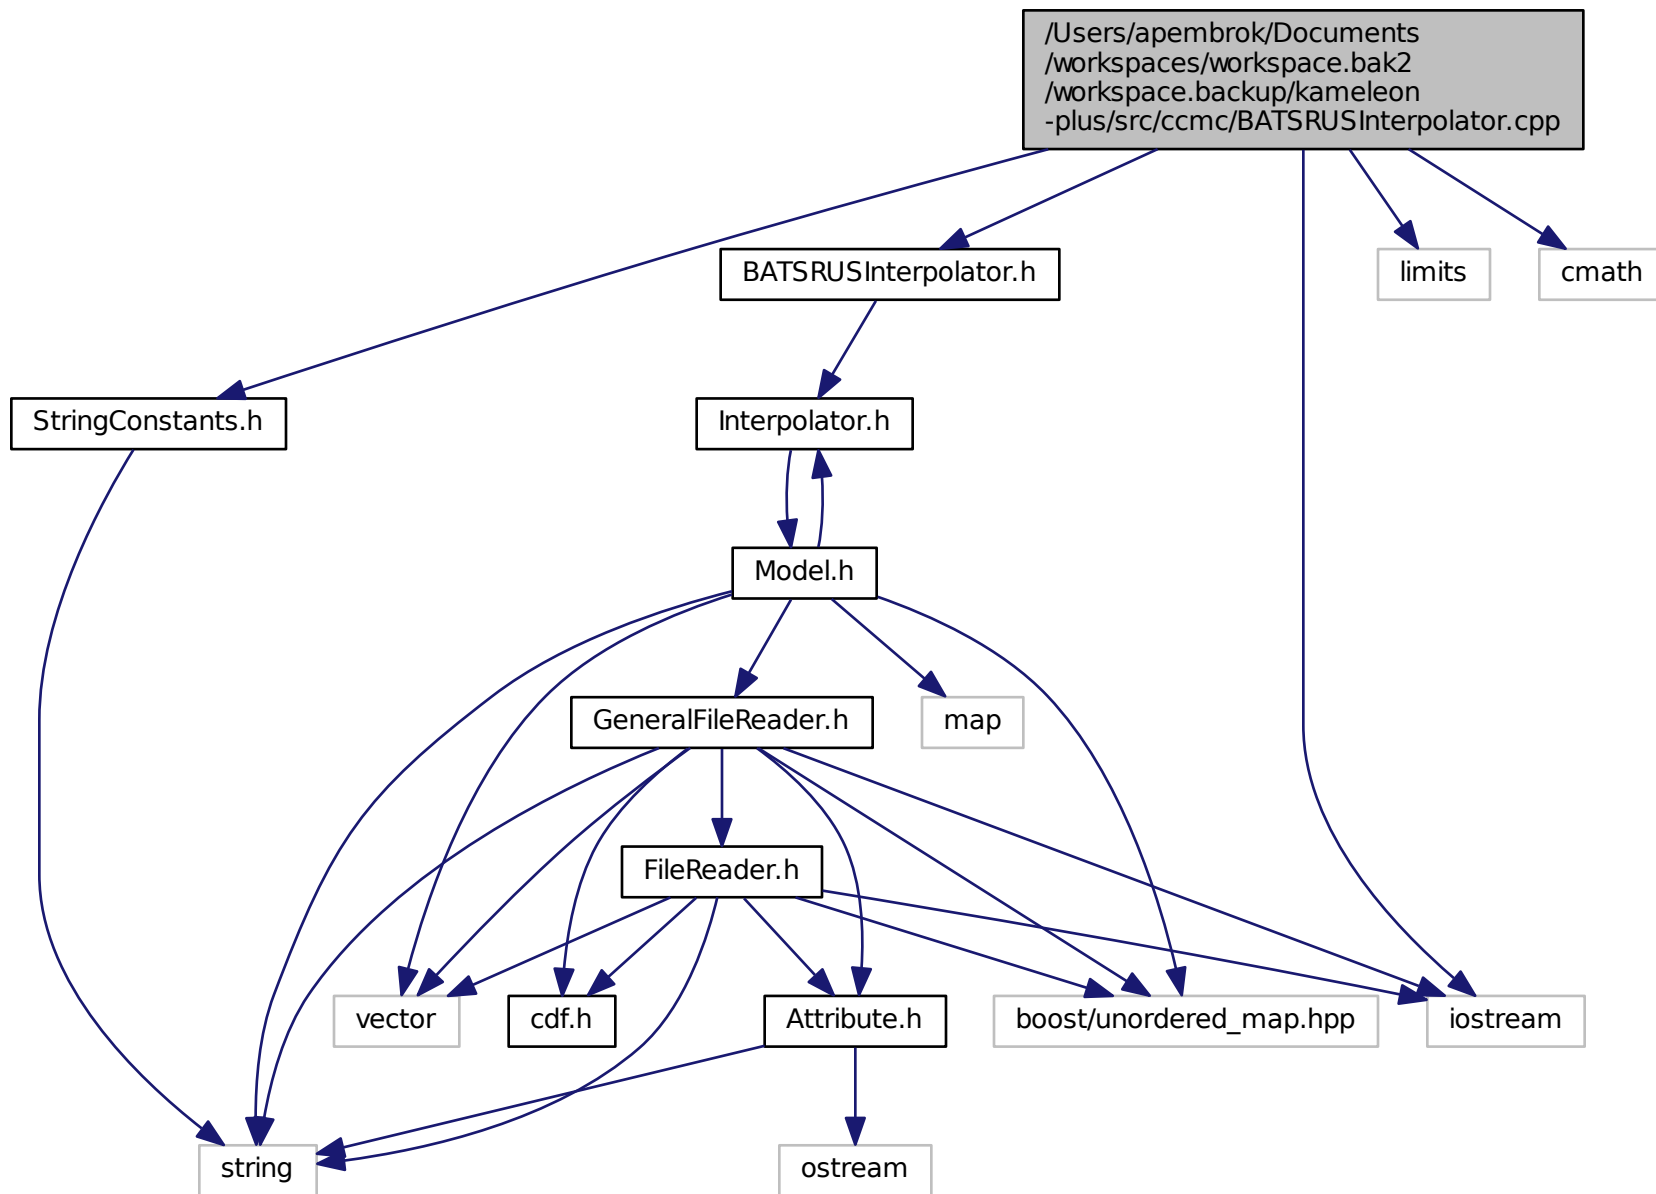 /Users/apembrok/Documents
/workspaces/workspace.bak2
/workspace.backup/kameleon
-plus/src/ccmc/BATSRUSInterpolator.cpp
BATSRUSInterpolator.h
limits
cmath
StringConstants.h
Interpolator.h
Model.h
GeneralFileReader.h
map
FileReader.h
vector
cdf.h
Attribute.h
boost/unordered_map.hpp
iostream
string
ostream